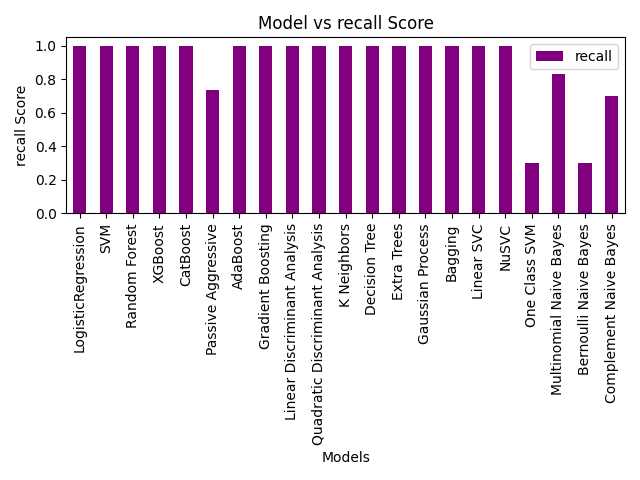 Model vs recall Score
recall
recall Score
1.0
0.8
0.6
0.4
0.2
0.0
LogisticRegression
SVM
Random Forest
XGBoost
CatBoost
Passive Aggressive
AdaBoost
Gradient Boosting
Linear Discriminant Analysis
Quadratic Discriminant Analysis
K Neighbors
Decision Tree
Extra Trees
Gaussian Process
Bagging
Linear SVC
NuSVC
One Class SVM
Multinomial Naive Bayes
Bernoulli Naive Bayes
Complement Naive Bayes
Models